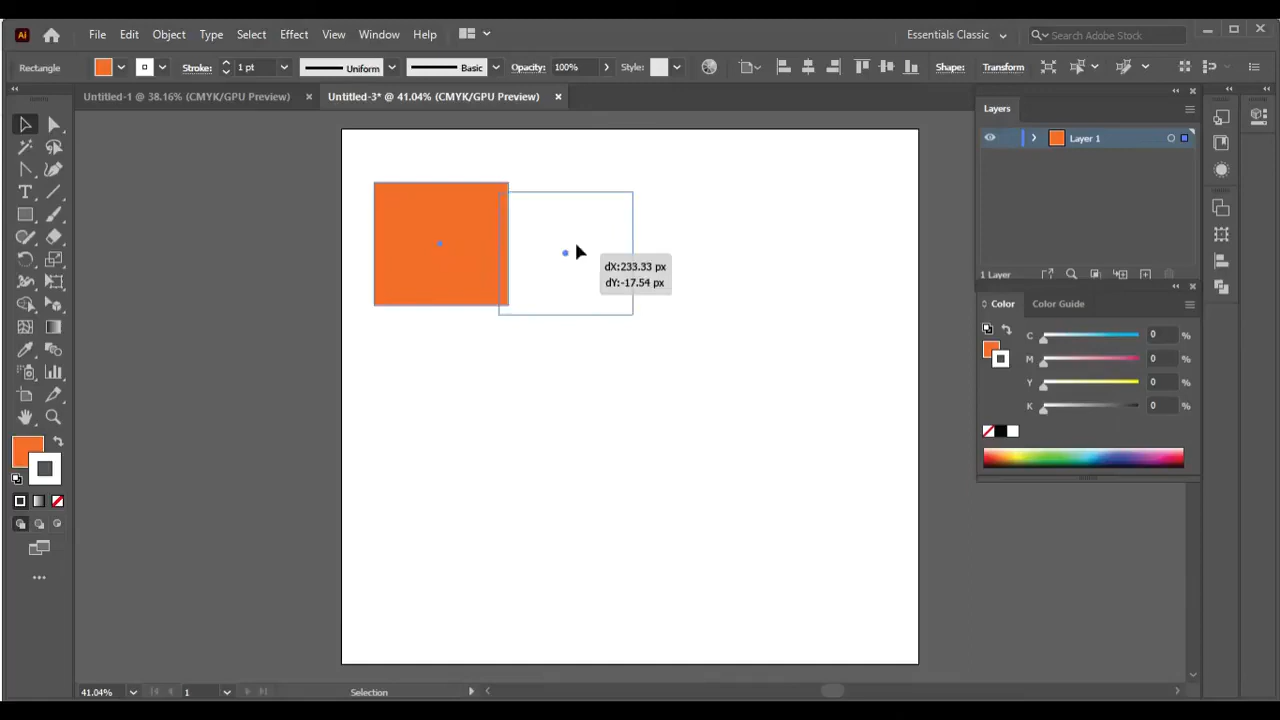 Ai File Edit Object Type Select Effect View Window Help Essentials Classic Search Adobe Stock
Rectangle Stroke: 1 pt Uniform Basic Opacity: 100% Style: Shape: Transform
Untitled-1 @ 38.16% (CMYK/GPU Preview) × Untitled-3* @ 41.04% (CMYK/GPU Preview) ×
Layers
Layer 1
dX:233.33 px
dY:-17.54 px
1 Layer
Color Color Guide
C 0 %
M 0 %
Y 0 %
K 0 %
41.04% 1 Selection